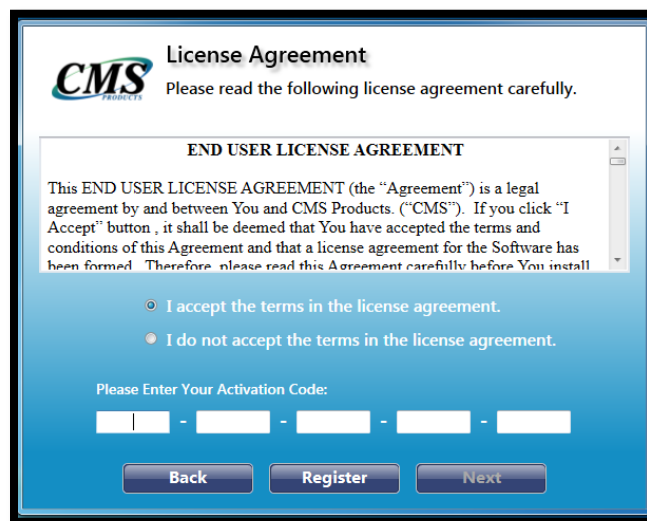 CMS
PRODUCTS
License Agreement
Please read the following license agreement carefully.
END USER LICENSE AGREEMENT
This END USER LICENSE AGREEMENT (the “Agreement”) is a legal
agreement by and between You and CMS Products. (“CMS”).  If you click “I
Accept” button , it shall be deemed that You have accepted the terms and
conditions of this Agreement and that a license agreement for the Software has
been formed.  Therefore, please read this Agreement carefully before You install
I accept the terms in the license agreement.
I do not accept the terms in the license agreement.
Please Enter Your Activation Code:
- - - -
Back Register Next